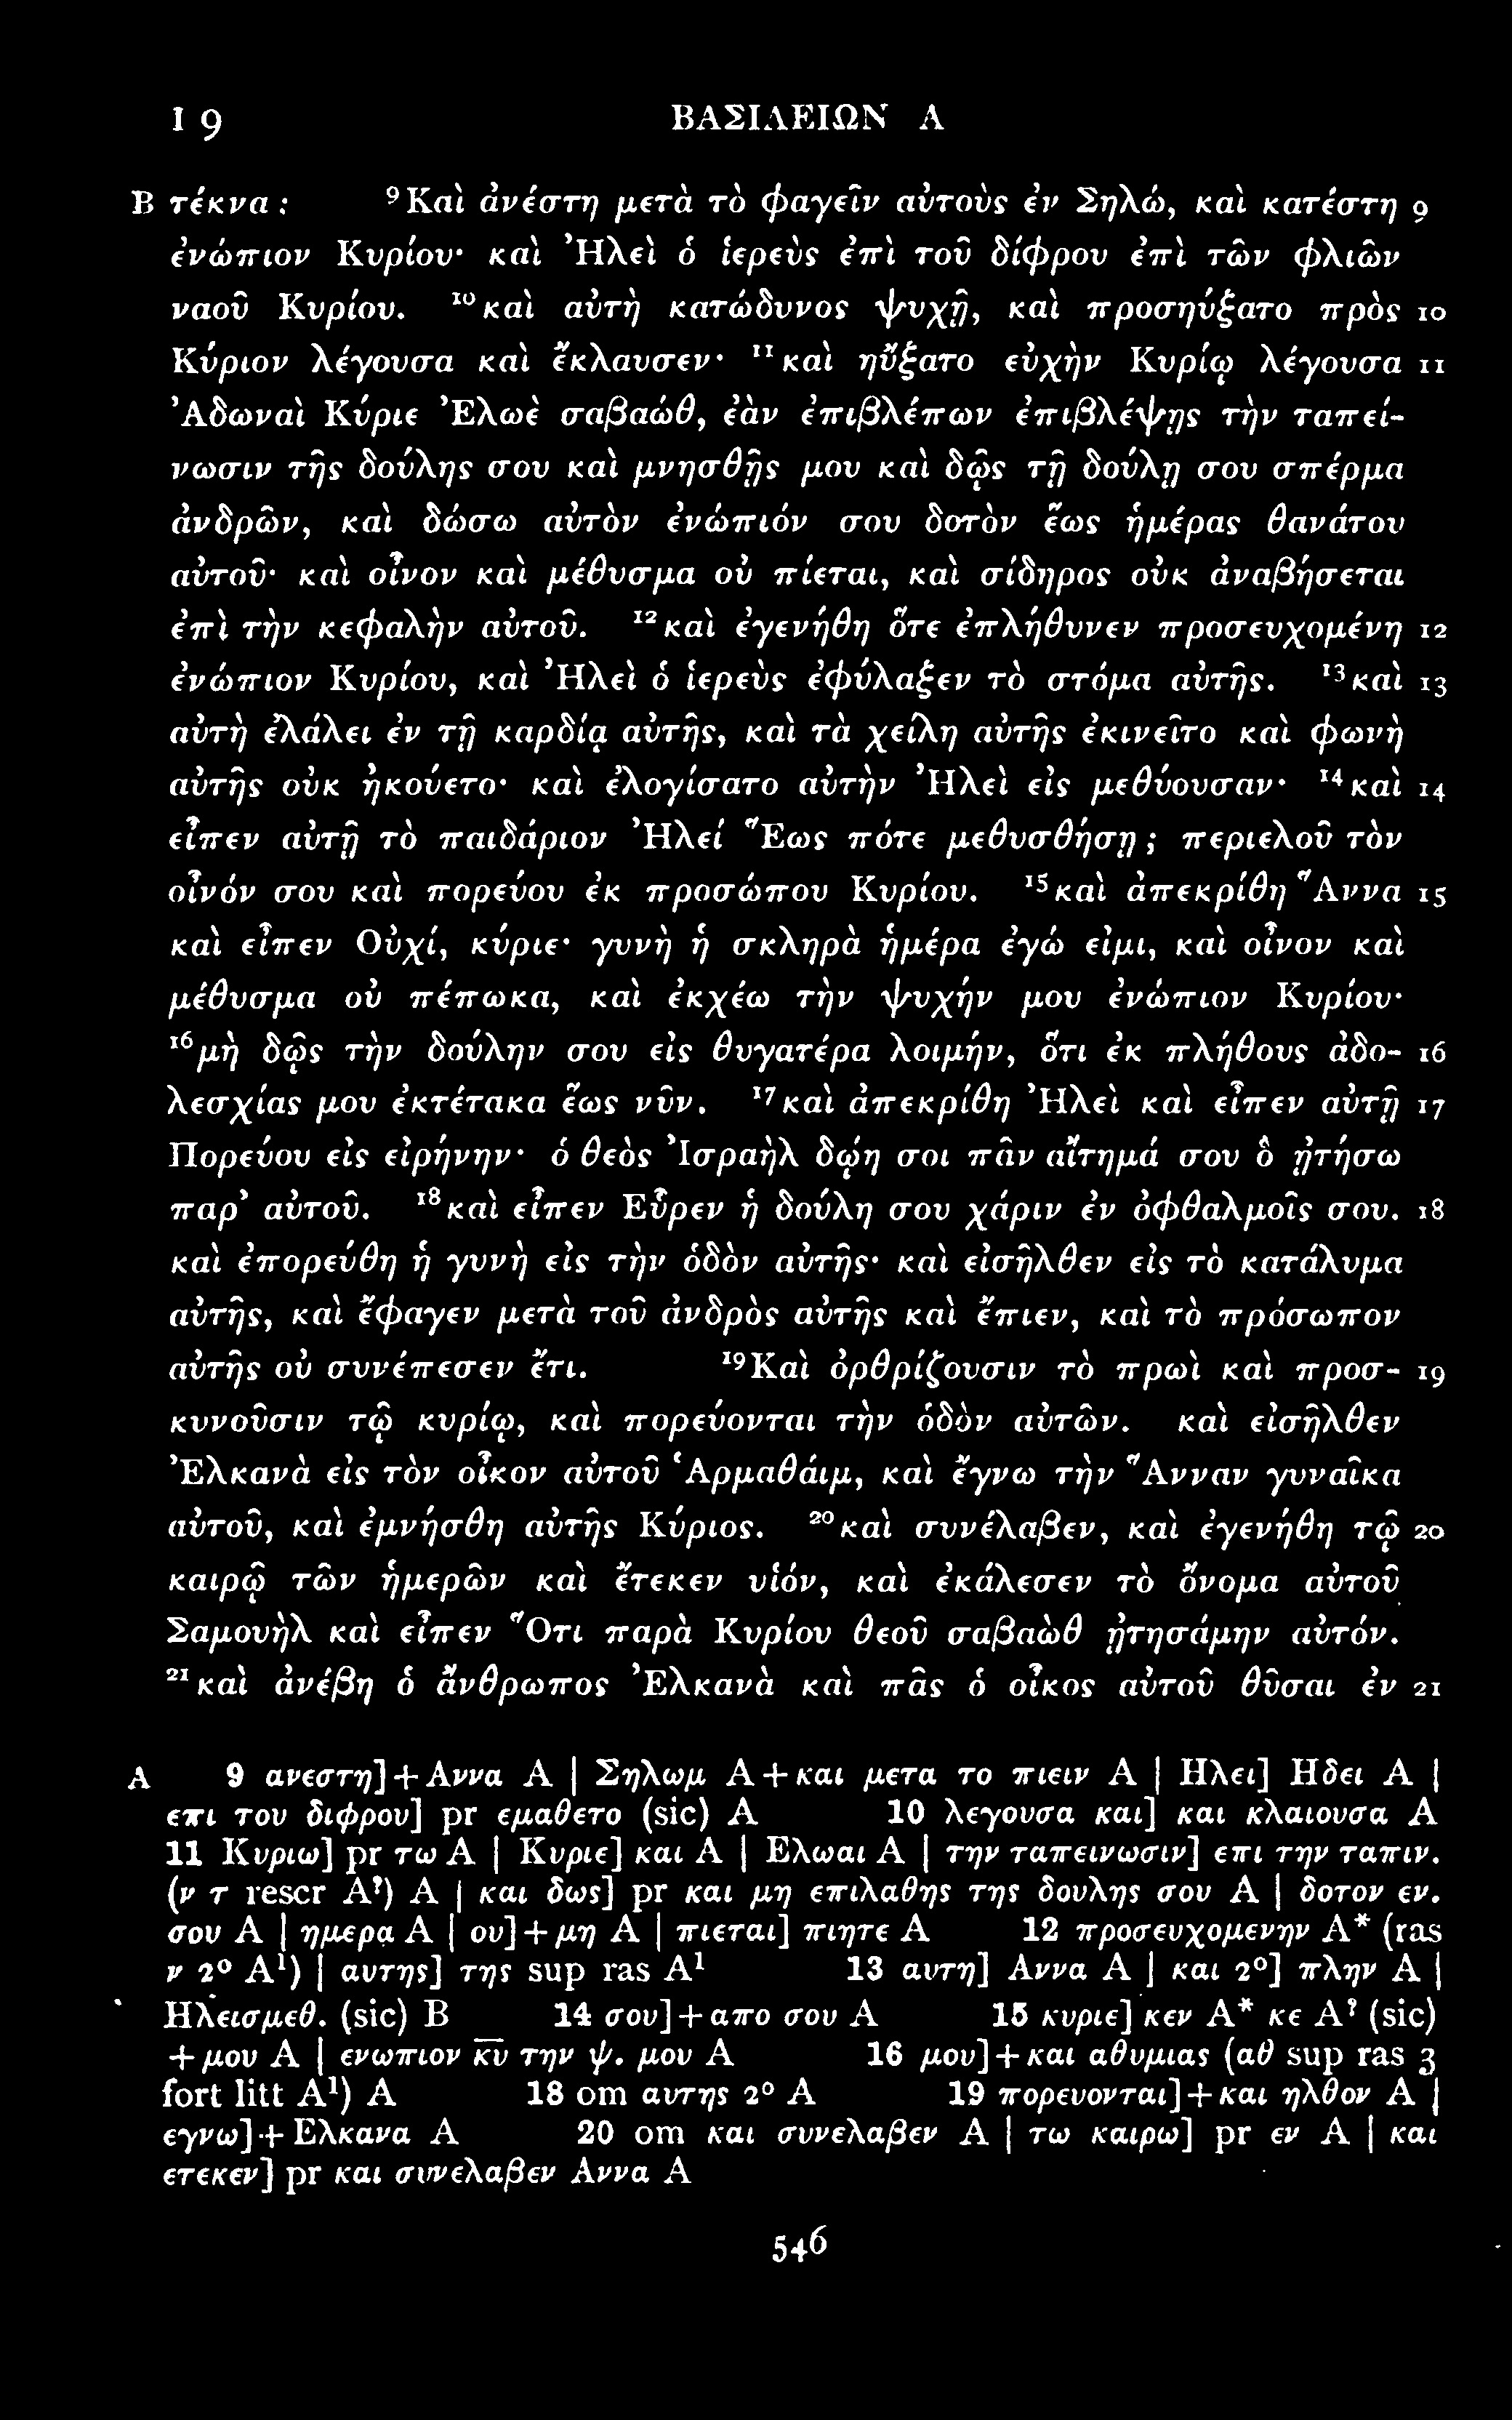 I 9 ΒΑΣΙΛΕΙΩΝ Α
B τέκνα; ⁹Καὶ ἀνέστη μετὰ τὸ φαγεῖν αὐτοὺς ἐν Σηλώ, καὶ κατέστη 9
ἐνώπιον Κυρίου· καὶ Ἡλεὶ ὁ ἱερεὺς ἐπὶ τοῦ δίφρου ἐπὶ τῶν φλιῶν
ναοῦ Κυρίου. ¹⁰καὶ αὐτὴ κατώδυνος ψυχῇ, καὶ προσηύξατο πρὸς 10
Κύριον λέγουσα καὶ ἔκλαυσεν· ¹¹καὶ ηὔξατο εὐχὴν Κυρίῳ λέγουσα 11
Ἀδωναὶ Κύριε Ἐλωὲ σαβαώθ, ἐὰν ἐπιβλέπων ἐπιβλέψῃς τὴν ταπεί-
νωσιν τῆς δούλης σου καὶ μνησθῇς μου καὶ δῷς τῇ δούλῃ σου σπέρμα
ἀνδρῶν, καὶ δώσω αὐτὸν ἐνώπιόν σου δοτὸν ἕως ἡμέρας θανάτου
αὐτοῦ· καὶ οἶνον καὶ μέθυσμα οὐ πίεται, καὶ σίδηρος οὐκ ἀναβήσεται
ἐπὶ τὴν κεφαλὴν αὐτοῦ. ¹²καὶ ἐγενήθη ὅτε ἐπλήθυνεν προσευχομένη 12
ἐνώπιον Κυρίου, καὶ Ἡλεὶ ὁ ἱερεὺς ἐφύλαξεν τὸ στόμα αὐτῆς. ¹³καὶ 13
αὐτὴ ἐλάλει ἐν τῇ καρδίᾳ αὐτῆς, καὶ τὰ χείλη αὐτῆς ἐκινεῖτο καὶ φωνὴ
αὐτῆς οὐκ ἠκούετο· καὶ ἐλογίσατο αὐτὴν Ἡλεὶ εἰς μεθύουσαν· ¹⁴καὶ 14
εἶπεν αὐτῇ τὸ παιδάριον Ἡλεί Ἕως πότε μεθυσθήσῃ; περιελοῦ τὸν
οἶνόν σου καὶ πορεύου ἐκ προσώπου Κυρίου. ¹⁵καὶ ἀπεκρίθη Ἅννα 15
καὶ εἶπεν Οὐχί, κύριε· γυνὴ ἡ σκληρὰ ἡμέρα ἐγώ εἰμι, καὶ οἶνον καὶ
μέθυσμα οὐ πέπωκα, καὶ ἐκχέω τὴν ψυχήν μου ἐνώπιον Κυρίου·
¹⁶μὴ δῷς τὴν δούλην σου εἰς θυγατέρα λοιμήν, ὅτι ἐκ πλήθους ἀδο- 16
λεσχίας μου ἐκτέτακα ἕως νῦν. ¹⁷καὶ ἀπεκρίθη Ἡλεὶ καὶ εἶπεν αὐτῇ 17
Πορεύου εἰς εἰρήνην· ὁ θεὸς Ἰσραὴλ δῴη σοι πᾶν αἴτημά σου ὃ ᾐτήσω
παρ᾽ αὐτοῦ. ¹⁸καὶ εἶπεν Εὗρεν ἡ δούλη σου χάριν ἐν ὀφθαλμοῖς σου. 18
καὶ ἐπορεύθη ἡ γυνὴ εἰς τὴν ὁδὸν αὐτῆς· καὶ εἰσῆλθεν εἰς τὸ κατάλυμα
αὐτῆς, καὶ ἔφαγεν μετὰ τοῦ ἀνδρὸς αὐτῆς καὶ ἔπιεν, καὶ τὸ πρόσωπον
αὐτῆς οὐ συνέπεσεν ἔτι. ¹⁹Καὶ ὀρθρίζουσιν τὸ πρωὶ καὶ προσ- 19
κυνοῦσιν τῷ κυρίῳ, καὶ πορεύονται τὴν ὁδὸν αὐτῶν. καὶ εἰσῆλθεν
Ἐλκανὰ εἰς τὸν οἶκον αὐτοῦ Ἁρμαθάιμ, καὶ ἔγνω τὴν Ἅνναν γυναῖκα
αὐτοῦ, καὶ ἐμνήσθη αὐτῆς Κύριος. ²⁰καὶ συνέλαβεν, καὶ ἐγενήθη τῷ 20
καιρῷ τῶν ἡμερῶν καὶ ἔτεκεν υἱόν, καὶ ἐκάλεσεν τὸ ὄνομα αὐτοῦ
Σαμουὴλ καὶ εἶπεν Ὅτι παρὰ Κυρίου θεοῦ σαβαὼθ ᾐτησάμην αὐτόν.
²¹καὶ ἀνέβη ὁ ἄνθρωπος Ἐλκανὰ καὶ πᾶς ὁ οἶκος αὐτοῦ θῦσαι ἐν 21
A 9 ανεστη]+Αννα A | Σηλωμ A+και μετα το πιειν A | Ηλει] Ηδει A |
επι του διφρου] pr εμαθετο (sic) A 10 λεγουσα και] και κλαιουσα A
11 Κυριω] pr τω A | Κυριε] και A | Ελωαι A | την ταπεινωσιν] επι την ταπιν.
(ν τ rescr A?) A | και δως] pr και μη επιλαθης της δουλης σου A | δοτον εν.
σου A | ημερα A | ου]+μη A | πιεται] πιητε A 12 προσευχομενην A* (ras
ν 2° A¹) | αυτης] της sup ras A¹ 13 αυτη] Αννα A | και 2°] πλην A |
Ηλεισμεθ. (sic) B 14 σου]+απο σου A 15 κυριε] κεν A* κε A? (sic)
+μου A | ενωπιον κ̅υ̅ την ψ. μου A 16 μου]+και αθυμιας (αθ sup ras 3
fort litt A¹) A 18 om αυτης 2° A 19 πορευονται]+και ηλθον A |
εγνω]+Ελκανα A 20 om και συνελαβεν A | τω καιρω] pr εν A | και
ετεκεν] pr και συνελαβεν Αννα A
546